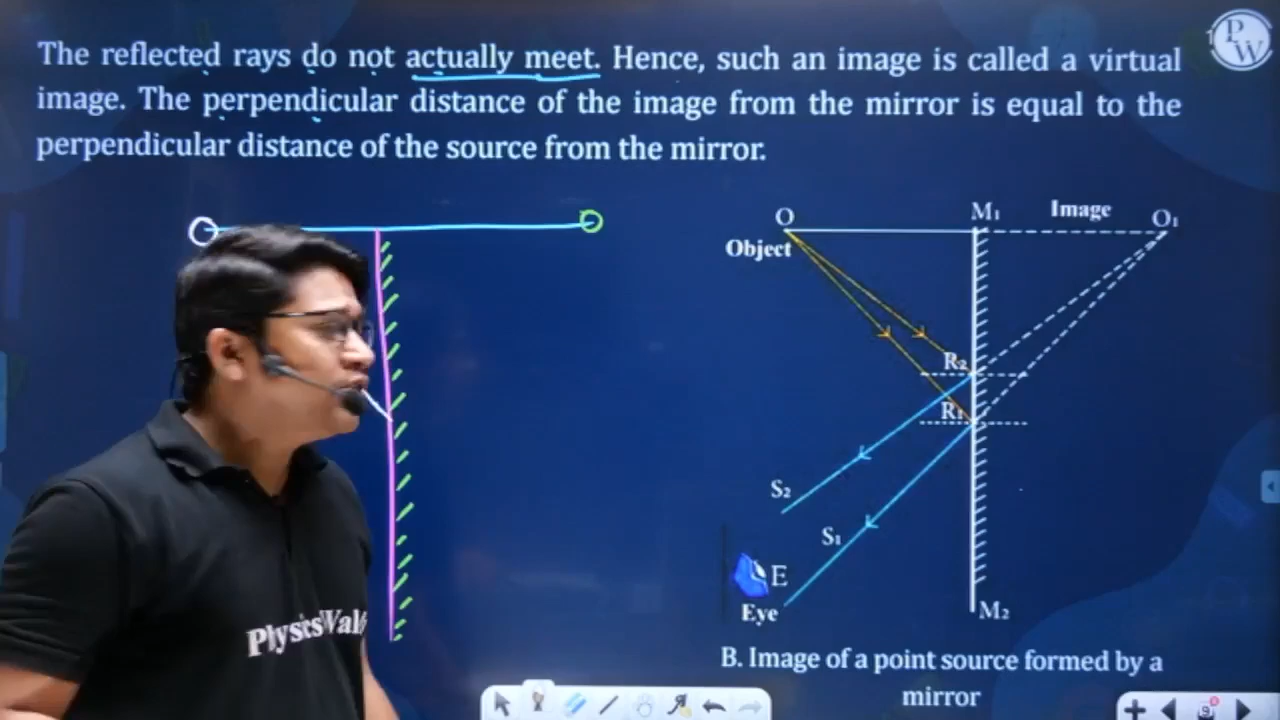 The reflected rays do not actually meet. Hence, such an image is called a virtual
image. The perpendicular distance of the image from the mirror is equal to the
perpendicular distance of the source from the mirror.
PW
O
M₁
Image
O₁
Object
R₂
R₁
S₂
S₁
E
Eye
M₂
B. Image of a point source formed by a
mirror